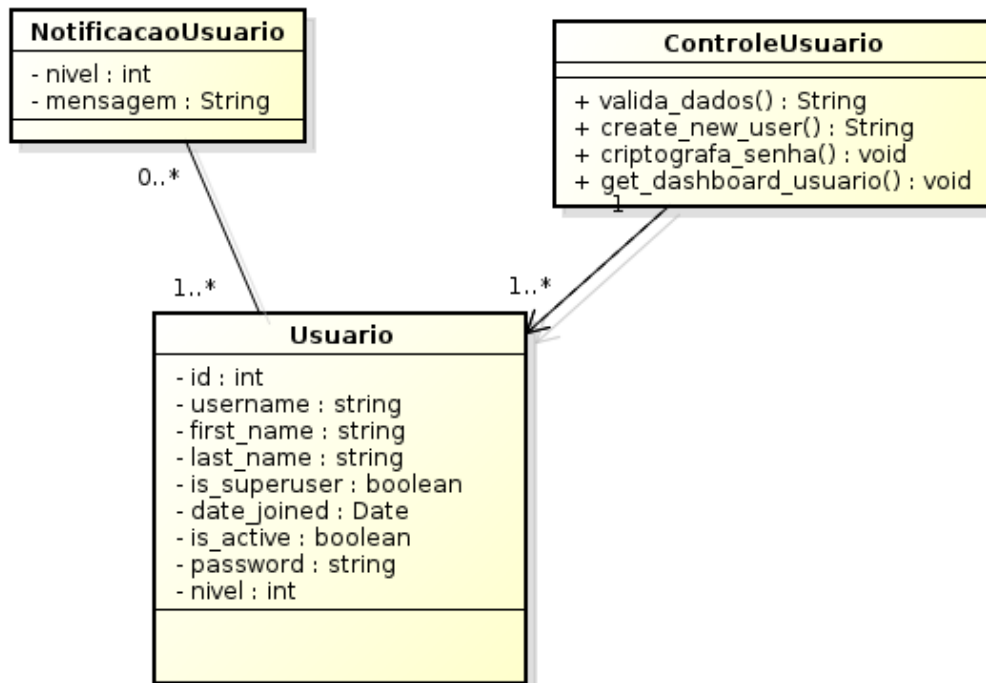 NotificacaoUsuario
- nivel : int
- mensagem : String
0..*
1..*
ControleUsuario
+ valida_dados() : String
+ create_new_user() : String
+ criptografa_senha() : void
+ get_dashboard_usuario() : void
1
1..*
Usuario
- id : int
- username : string
- first_name : string
- last_name : string
- is_superuser : boolean
- date_joined : Date
- is_active : boolean
- password : string
- nivel : int